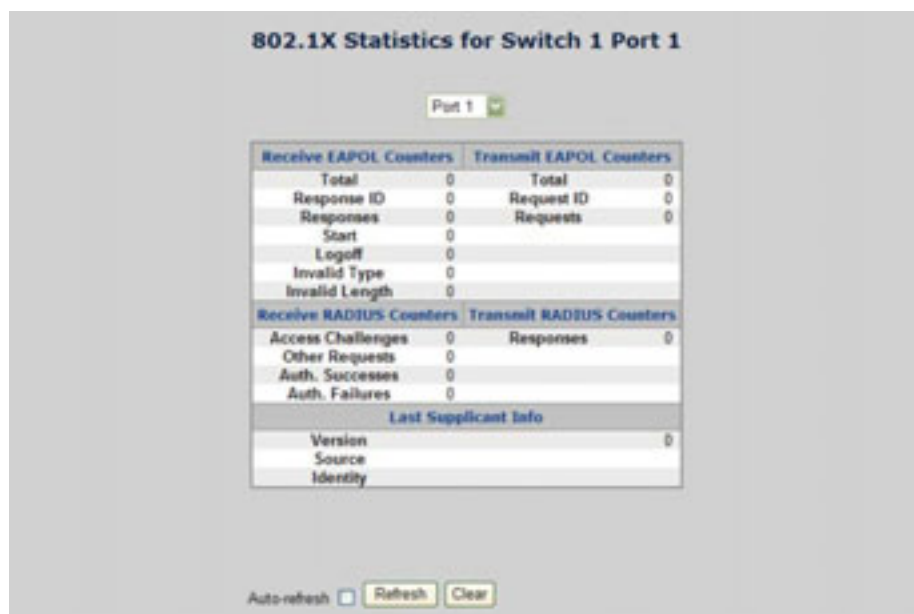 802.1X Statistics for Switch 1 Port 1
Port 1
Receive EAPOL Counters Transmit EAPOL Counters
Total 0 Total 0
Response ID 0 Request ID 0
Responses 0 Requests 0
Start 0
Logoff 0
Invalid Type 0
Invalid Length 0
Receive RADIUS Counters Transmit RADIUS Counters
Access Challenges 0 Responses 0
Other Requests 0
Auth. Successes 0
Auth. Failures 0
Last Supplicant Info
Version 0
Source
Identity
Auto-refresh Refresh Clear